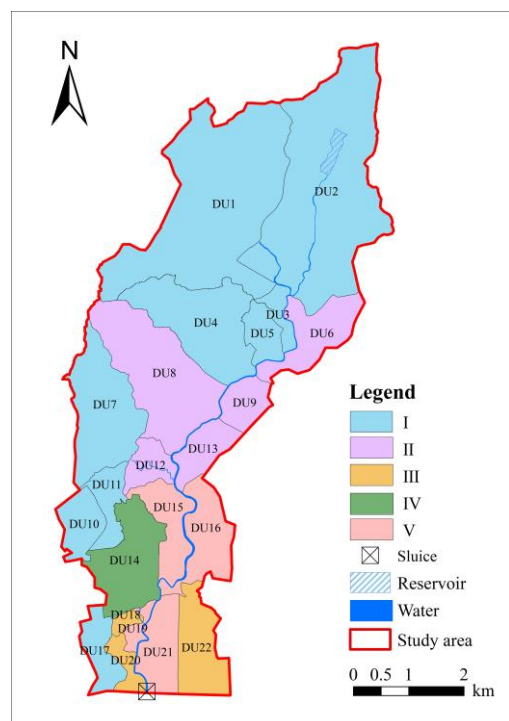 N
DU1
DU2
DU3
DU4
DU5
DU6
DU8
DU7
DU9
DU13
DU12
DU11
DU15
DU10
DU16
DU14
DU18
DU19
DU17
DU20
DU21
DU22
Legend
I
II
III
IV
V
Sluice
Reservoir
Water
Study area
0 0.5 1 2
km